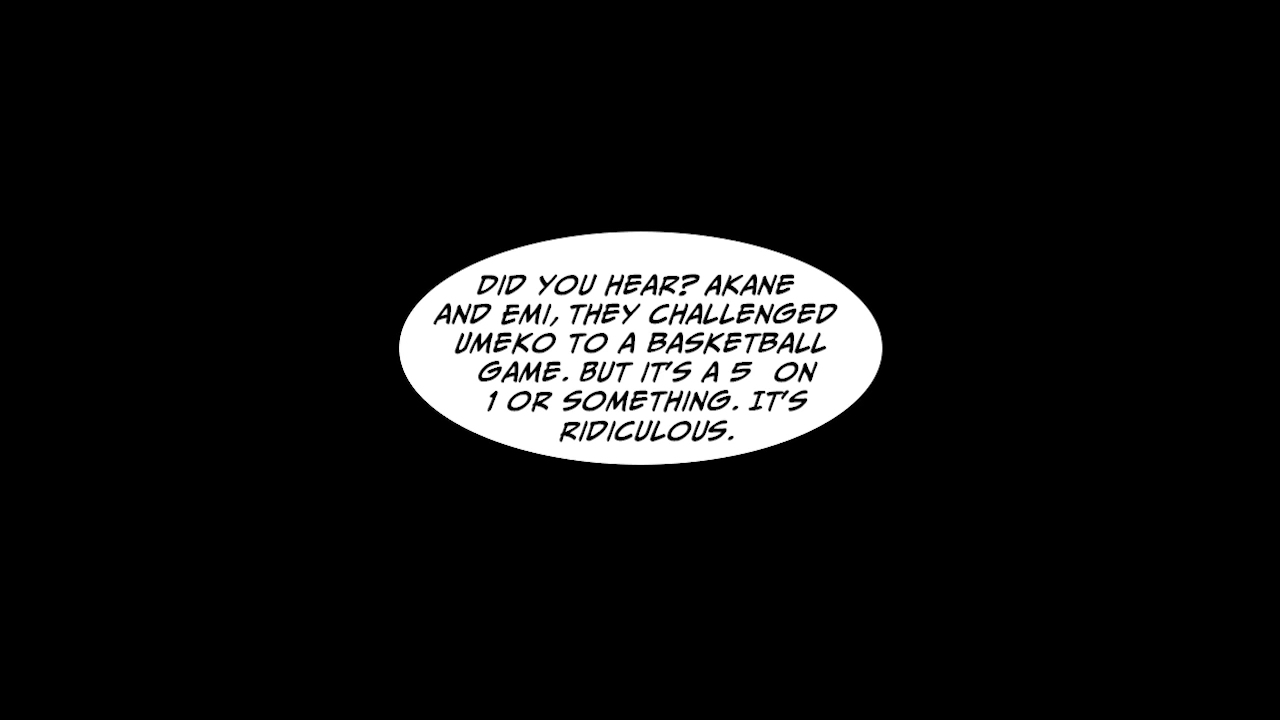 DID YOU HEAR? AKANE
AND EMI, THEY CHALLENGED
UMEKO TO A BASKETBALL
GAME. BUT IT'S A 5  ON
1 OR SOMETHING. IT'S
RIDICULOUS.